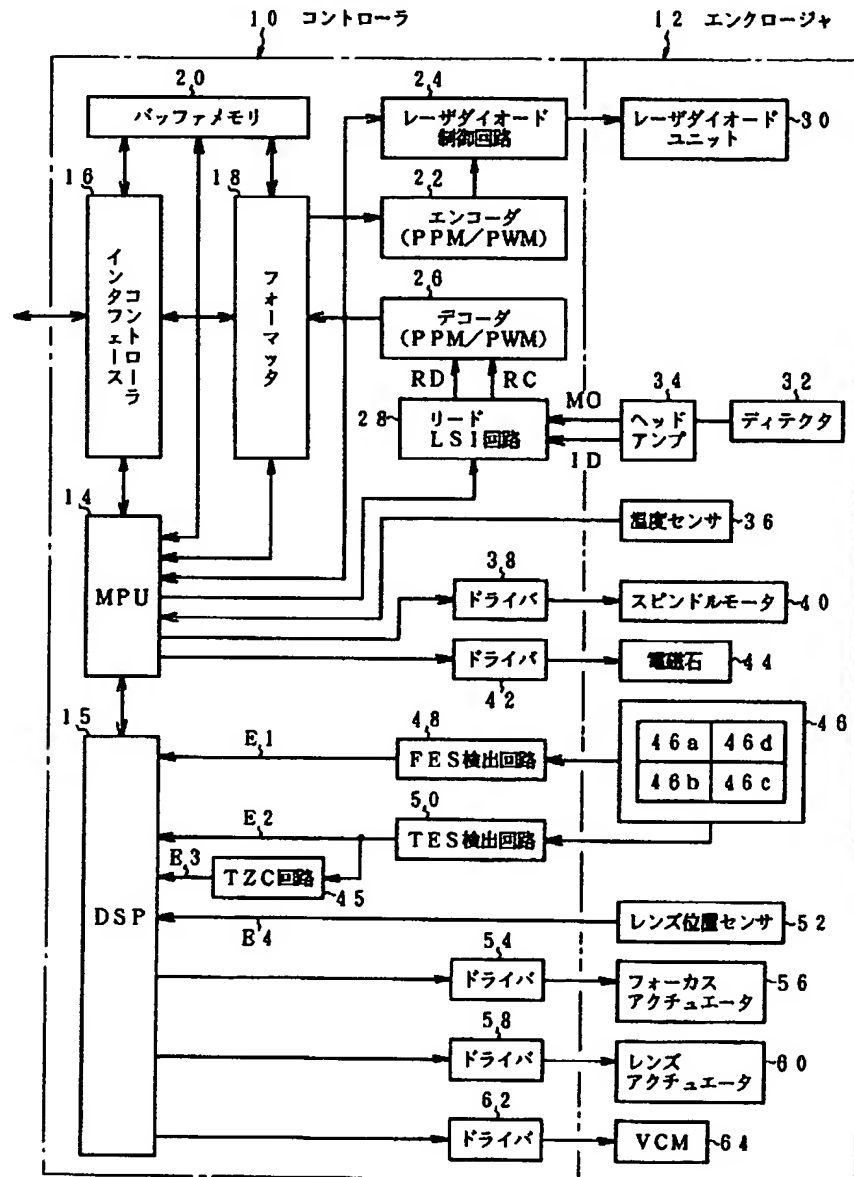 10 コントローラ
12 エンクロージャ
20
バッファメモリ
24
レーザダイオード
制御回路
レーザダイオード
ユニット
30
16
コントローラ
インタフェース
18
フォーマッタ
22
エンコーダ
(PPM/PWM)
26
デコーダ
(PPM/PWM)
RD
RC
28
リード
LSI回路
MO
ID
34
ヘッド
アンプ
32
ディテクタ
14
MPU
温度センサ
36
38
ドライバ
スピンドルモータ
40
ドライバ
42
電磁石
44
15
DSP
E1
48
FES検出回路
46a
46d
46b
46c
46
E2
50
TES検出回路
E3
TZC回路
45
E4
レンズ位置センサ
52
54
ドライバ
フォーカス
アクチュエータ
56
58
ドライバ
レンズ
アクチュエータ
60
62
ドライバ
VCM
64